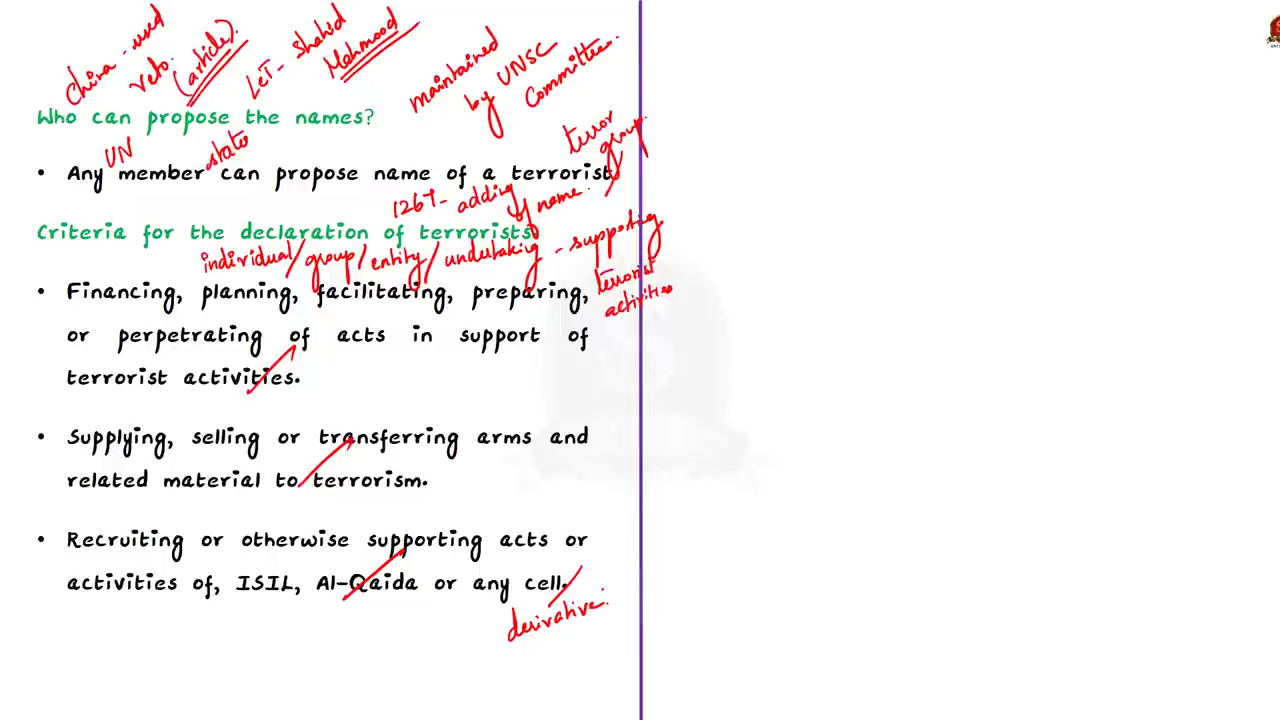 China - used
veto.
(article).
LeT - Shahid
Mehmood
maintained
by UNSC
Committee.
Who can propose the names?
UN
state
terror
group.
• Any member can propose name of a terrorist
1267 - adding
of name.
Criteria for the declaration of terrorists
individual/group/entity/undertaking - supporting
terrorist
activities
• Financing, planning, facilitating, preparing,
or perpetrating of acts in support of
terrorist activities.
• Supplying, selling or transferring arms and
related material to terrorism.
• Recruiting or otherwise supporting acts or
activities of, ISIL, Al-Qaida or any cell.
derivative.